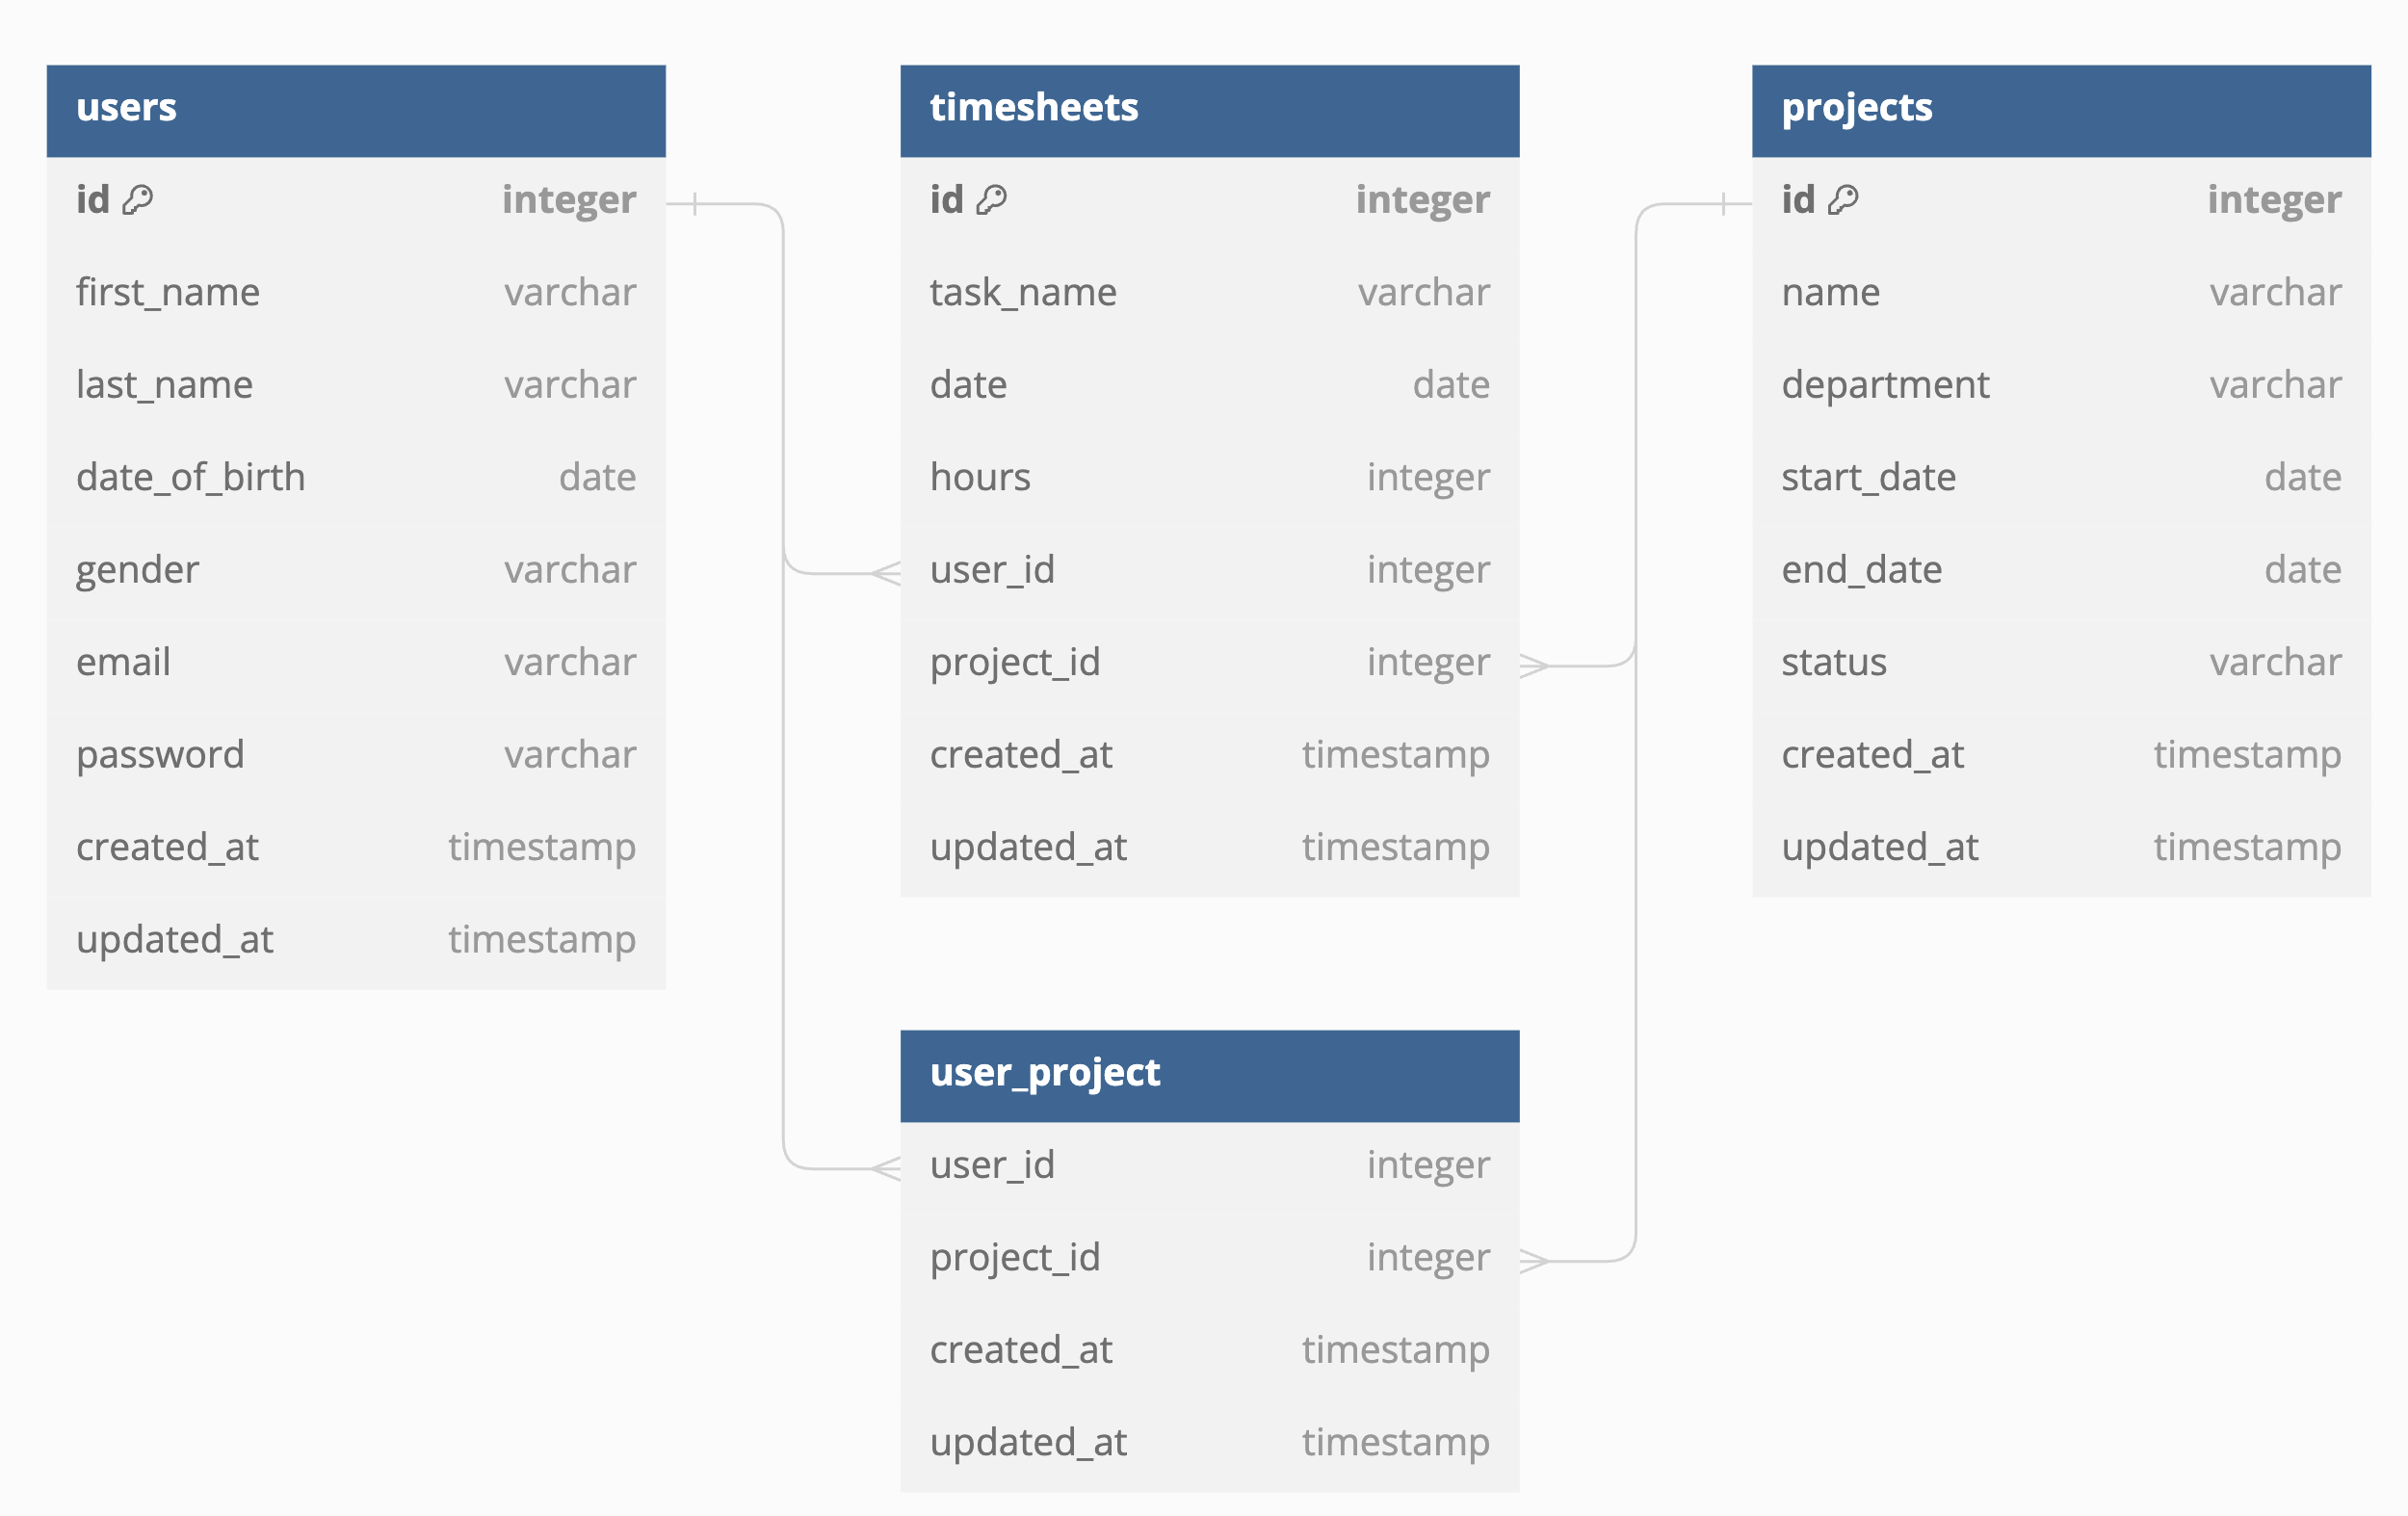 users
id integer
first_name varchar
last_name varchar
date_of_birth date
gender varchar
email varchar
password varchar
created_at timestamp
updated_at timestamp
timesheets
id integer
task_name varchar
date date
hours integer
user_id integer
project_id integer
created_at timestamp
updated_at timestamp
projects
id integer
name varchar
department varchar
start_date date
end_date date
status varchar
created_at timestamp
updated_at timestamp
user_project
user_id integer
project_id integer
created_at timestamp
updated_at timestamp